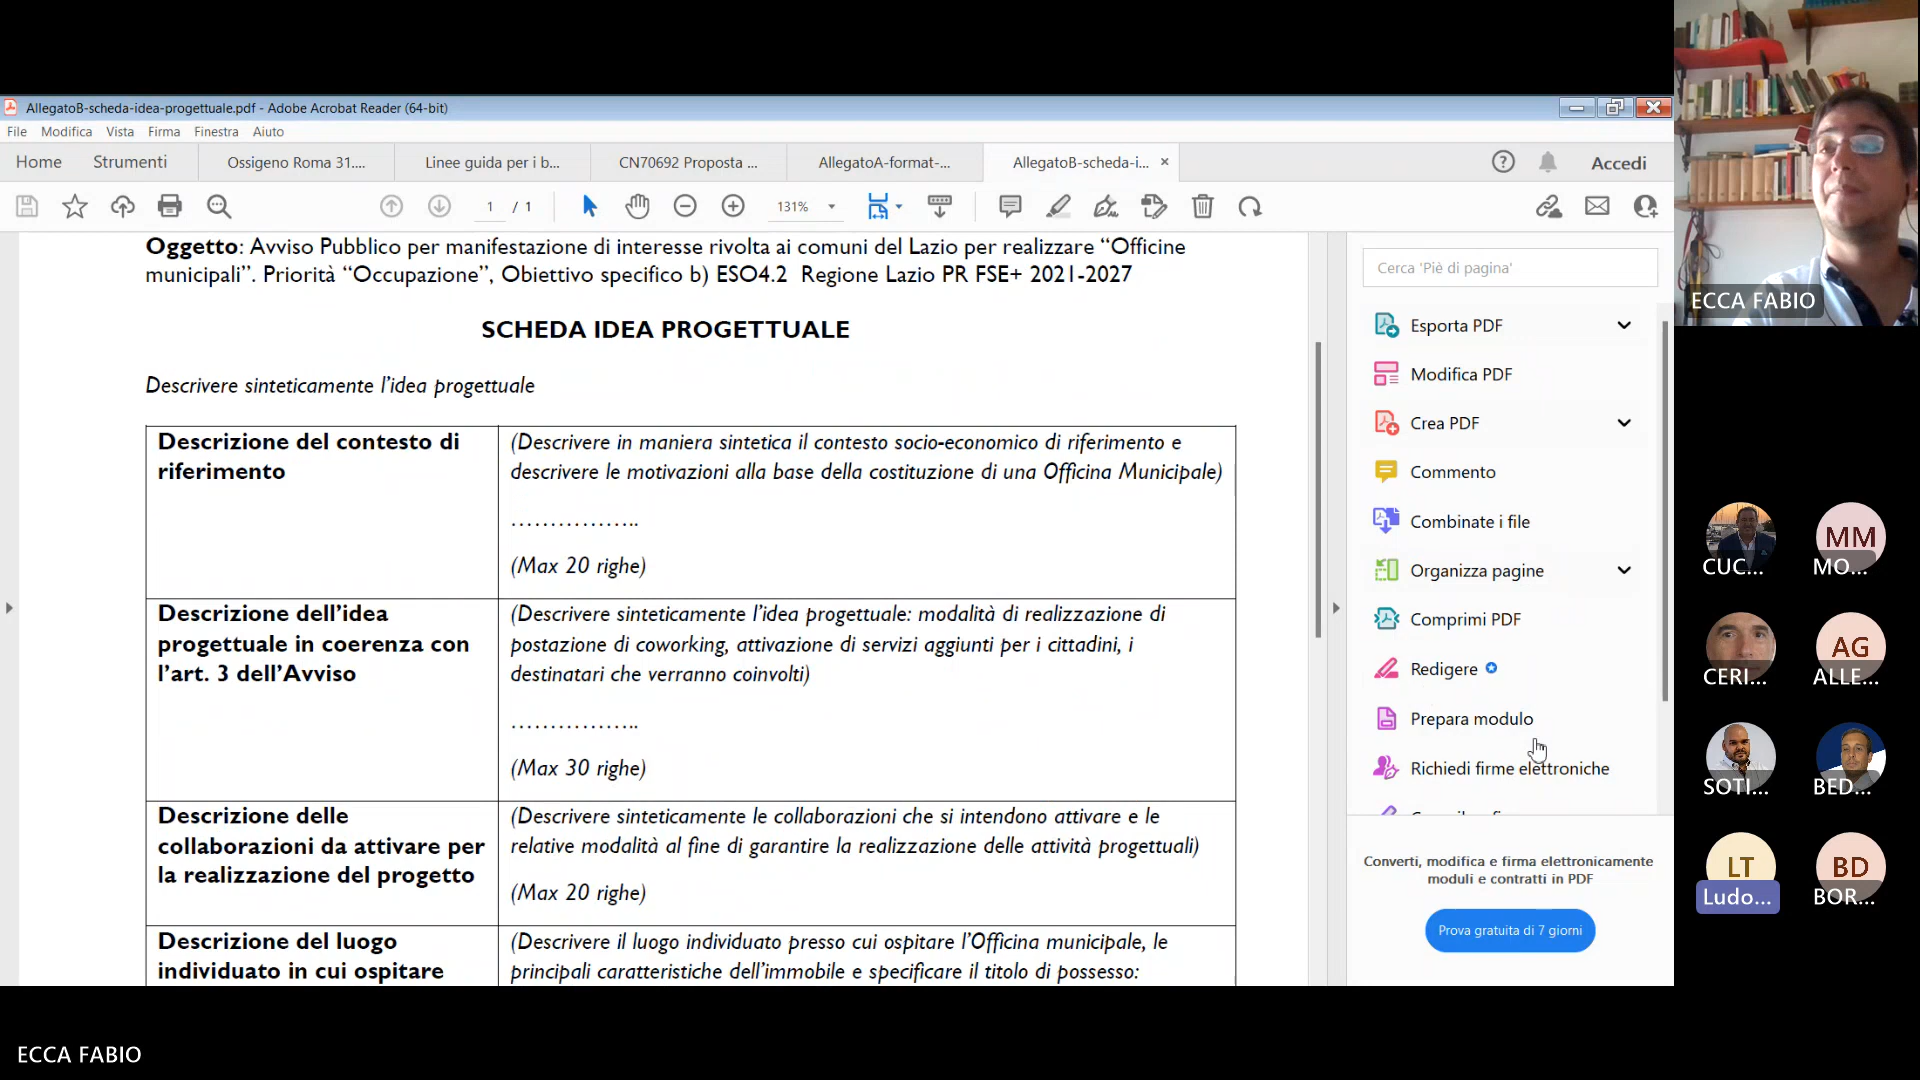 AllegatoB-scheda-idea-progettuale.pdf - Adobe Acrobat Reader (64-bit)
File Modifica Vista Firma Finestra Aiuto
Home Strumenti Ossigeno Roma 31.... Linee guida per i b... CN70692 Proposta ... AllegatoA-format-... AllegatoB-scheda-i... × Accedi
1 / 1 131%
Oggetto: Avviso Pubblico per manifestazione di interesse rivolta ai comuni del Lazio per realizzare “Officine
municipali”. Priorità “Occupazione”, Obiettivo specifico b) ESO4.2 Regione Lazio PR FSE+ 2021-2027
SCHEDA IDEA PROGETTUALE
Descrivere sinteticamente l’idea progettuale
Descrizione del contesto di
riferimento
(Descrivere in maniera sintetica il contesto socio-economico di riferimento e
descrivere le motivazioni alla base della costituzione di una Officina Municipale)
……………..
(Max 20 righe)
Descrizione dell’idea
progettuale in coerenza con
l’art. 3 dell’Avviso
(Descrivere sinteticamente l’idea progettuale: modalità di realizzazione di
postazione di coworking, attivazione di servizi aggiunti per i cittadini, i
destinatari che verranno coinvolti)
……………..
(Max 30 righe)
Descrizione delle
collaborazioni da attivare per
la realizzazione del progetto
(Descrivere sinteticamente le collaborazioni che si intendono attivare e le
relative modalità al fine di garantire la realizzazione delle attività progettuali)
(Max 20 righe)
Descrizione del luogo
individuato in cui ospitare
(Descrivere il luogo individuato presso cui ospitare l’Officina municipale, le
principali caratteristiche dell’immobile e specificare il titolo di possesso:
Cerca 'Piè di pagina'
Esporta PDF
Modifica PDF
Crea PDF
Commento
Combinate i file
Organizza pagine
Comprimi PDF
Redigere
Prepara modulo
Richiedi firme elettroniche
Converti, modifica e firma elettronicamente
moduli e contratti in PDF
Prova gratuita di 7 giorni
ECCA FABIO
CUC...
MM
MO...
CERI...
AG
ALLE...
SOTI...
BED...
LT
Ludo...
BD
BOR...
ECCA FABIO